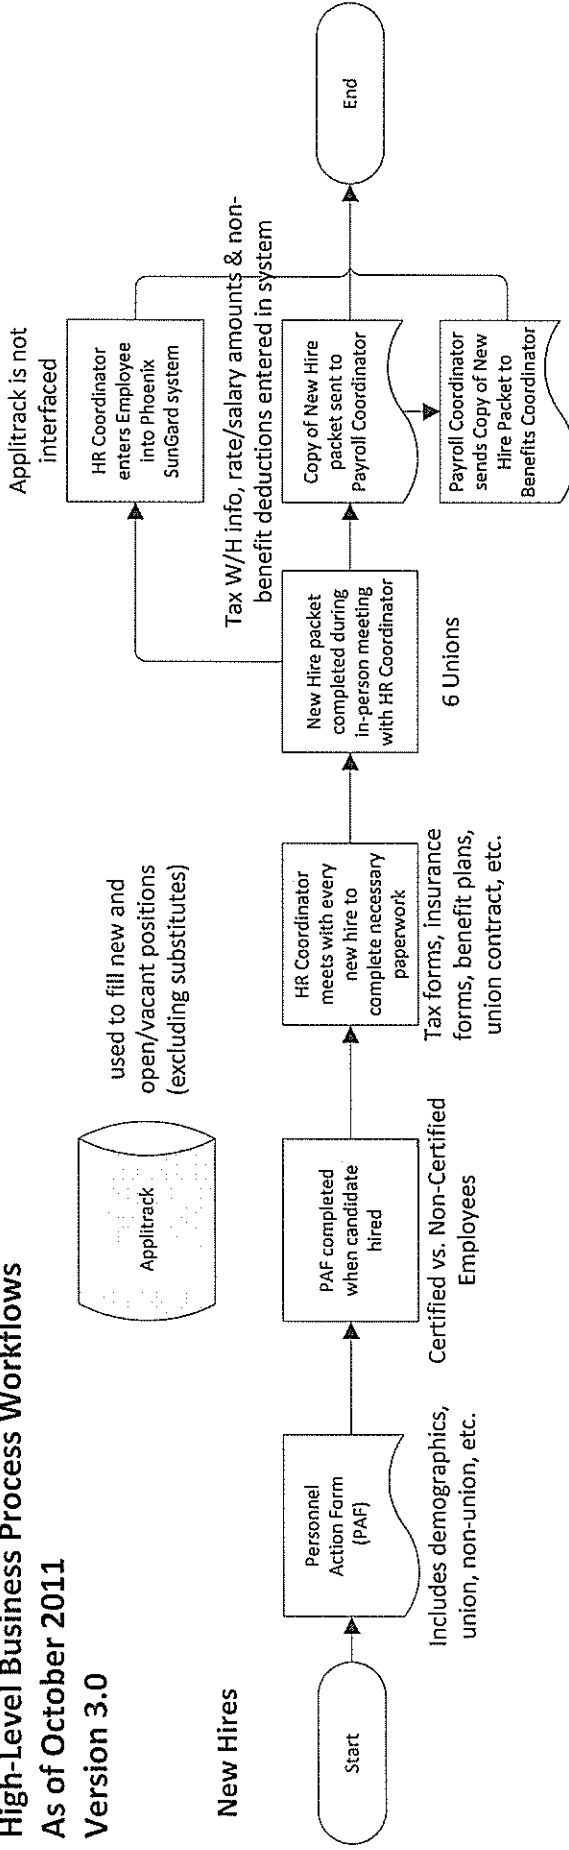 High-Level Business Process Workflows
As of October 2011
Version 3.0
New Hires
Applitrack
used to fill new and
open/vacant positions
(excluding substitutes)
Start
Personnel
Action Form
(PAF)
Includes demographics,
union, non-union, etc.
PAF completed
when candidate
hired
Certified vs. Non-Certified
Employees
HR Coordinator
meets with every
new hire to
complete necessary
paperwork
Tax forms, insurance
forms, benefit plans,
union contract, etc.
New Hire packet
completed during
in-person meeting
with HR Coordinator
6 Unions
Applitrack is not
interfaced
HR Coordinator
enters Employee
into Phoenix
SunGard system
Tax W/H info, rate/salary amounts & non-
benefit deductions entered in system
Copy of New Hire
packet sent to
Payroll Coordinator
Payroll Coordinator
sends Copy of New
Hire Packet to
Benefits Coordinator
End